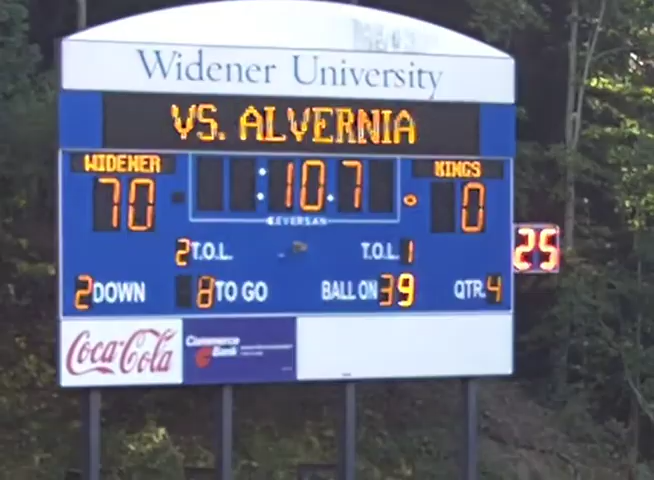 Widener University
VS. ALVERNIA
WIDENER : 10.7 KINGS
70 0
EVERSAN
2 T.O.L. T.O.L. 1
25
2 DOWN 8 TO GO BALL ON 39 QTR. 4
Coca-Cola
Commerce
Bank